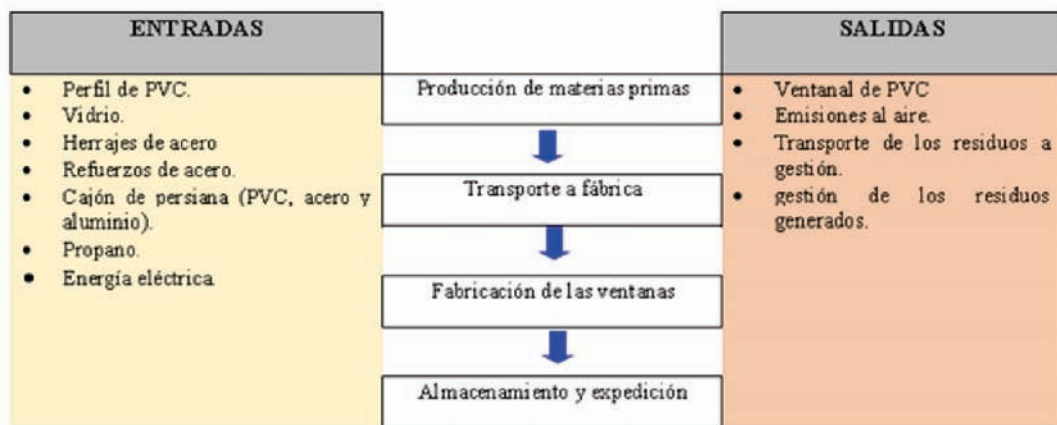 ENTRADAS
• Perfil de PVC.
• Vidrio.
• Herrajes de acero
• Refuerzos de acero.
• Cajón de persiana (PVC, acero y
aluminio).
• Propano.
• Energía eléctrica
Producción de materias primas
Transporte a fábrica
Fabricación de las ventanas
Almacenamiento y expedición
SALIDAS
• Ventanal de PVC
• Emisiones al aire.
• Transporte de los residuos a
gestión.
• gestión de los residuos
generados.